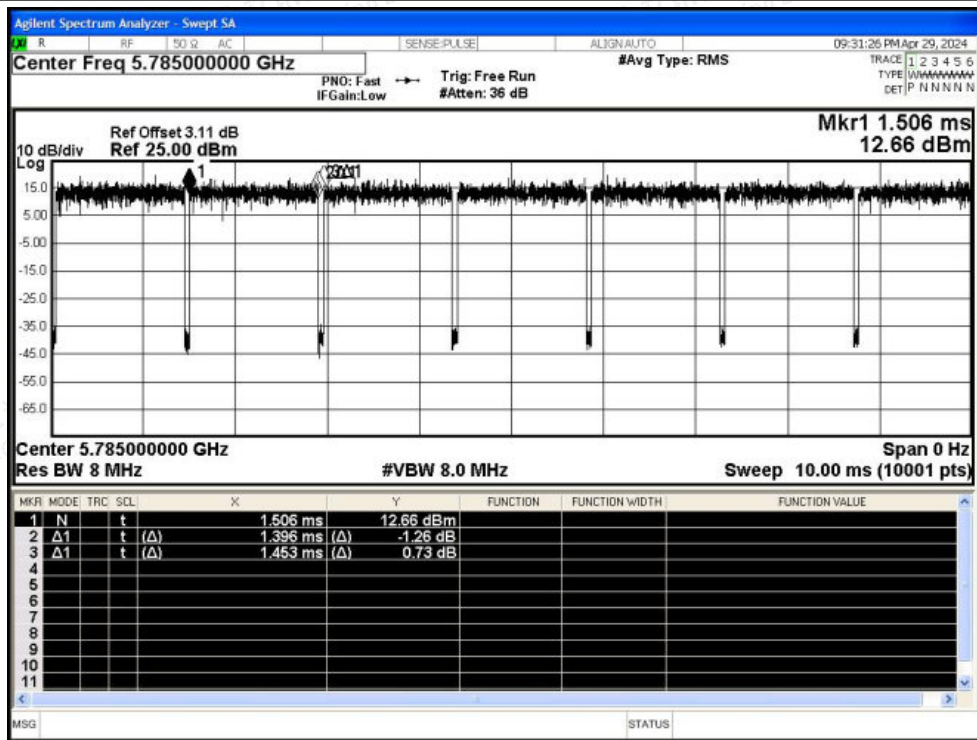 Agilent Spectrum Analyzer - Swept SA
LXI R RF 50 Ω AC SENSE:PULSE ALIGNAUTO 09:31:26 PM Apr 29, 2024
Center Freq 5.785000000 GHz #Avg Type: RMS TRACE 1 2 3 4 5 6
PNO: Fast Trig: Free Run TYPE WWWWWW
IFGain:Low #Atten: 36 dB DET P N N N N N
Mkr1 1.506 ms
Ref Offset 3.11 dB
10 dB/div Ref 25.00 dBm 12.66 dBm
Log
1
15.0
5.00
-5.00
-15.0
-25.0
-35.0
-45.0
-55.0
-65.0
Center 5.785000000 GHz Span 0 Hz
Res BW 8 MHz #VBW 8.0 MHz Sweep 10.00 ms (10001 pts)
MKR MODE TRC SCL X Y FUNCTION FUNCTION WIDTH FUNCTION VALUE
1 N t 1.506 ms 12.66 dBm
2 Δ1 t (Δ) 1.396 ms (Δ) -1.26 dB
3 Δ1 t (Δ) 1.453 ms (Δ) 0.73 dB
4
5
6
7
8
9
10
11
MSG STATUS